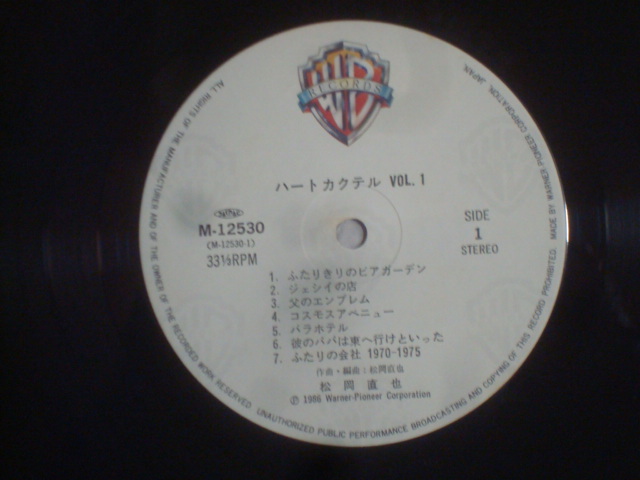 WB
RECORDS
ハートカクテル VOL.1
M-12530
(M-12530-1)
33⅓RPM
SIDE
1
STEREO
1. ふたりきりのビアガーデン
2. ジェシイの店
3. 父のエンブレム
4. コスモスアベニュー
5. バラホテル
6. 彼のパパは東へ行けといった
7. ふたりの会社 1970-1975
作曲・編曲:松岡直也
松岡直也
Ⓟ 1986 Warner-Pioneer Corporation
ALL RIGHTS OF THE MANUFACTURER AND OF THE OWNER OF THE RECORDED WORK RESERVED. UNAUTHORIZED PUBLIC PERFORMANCE BROADCASTING AND COPYING OF THIS RECORD PROHIBITED. MADE BY WARNER-PIONEER CORPORATION, JAPAN.